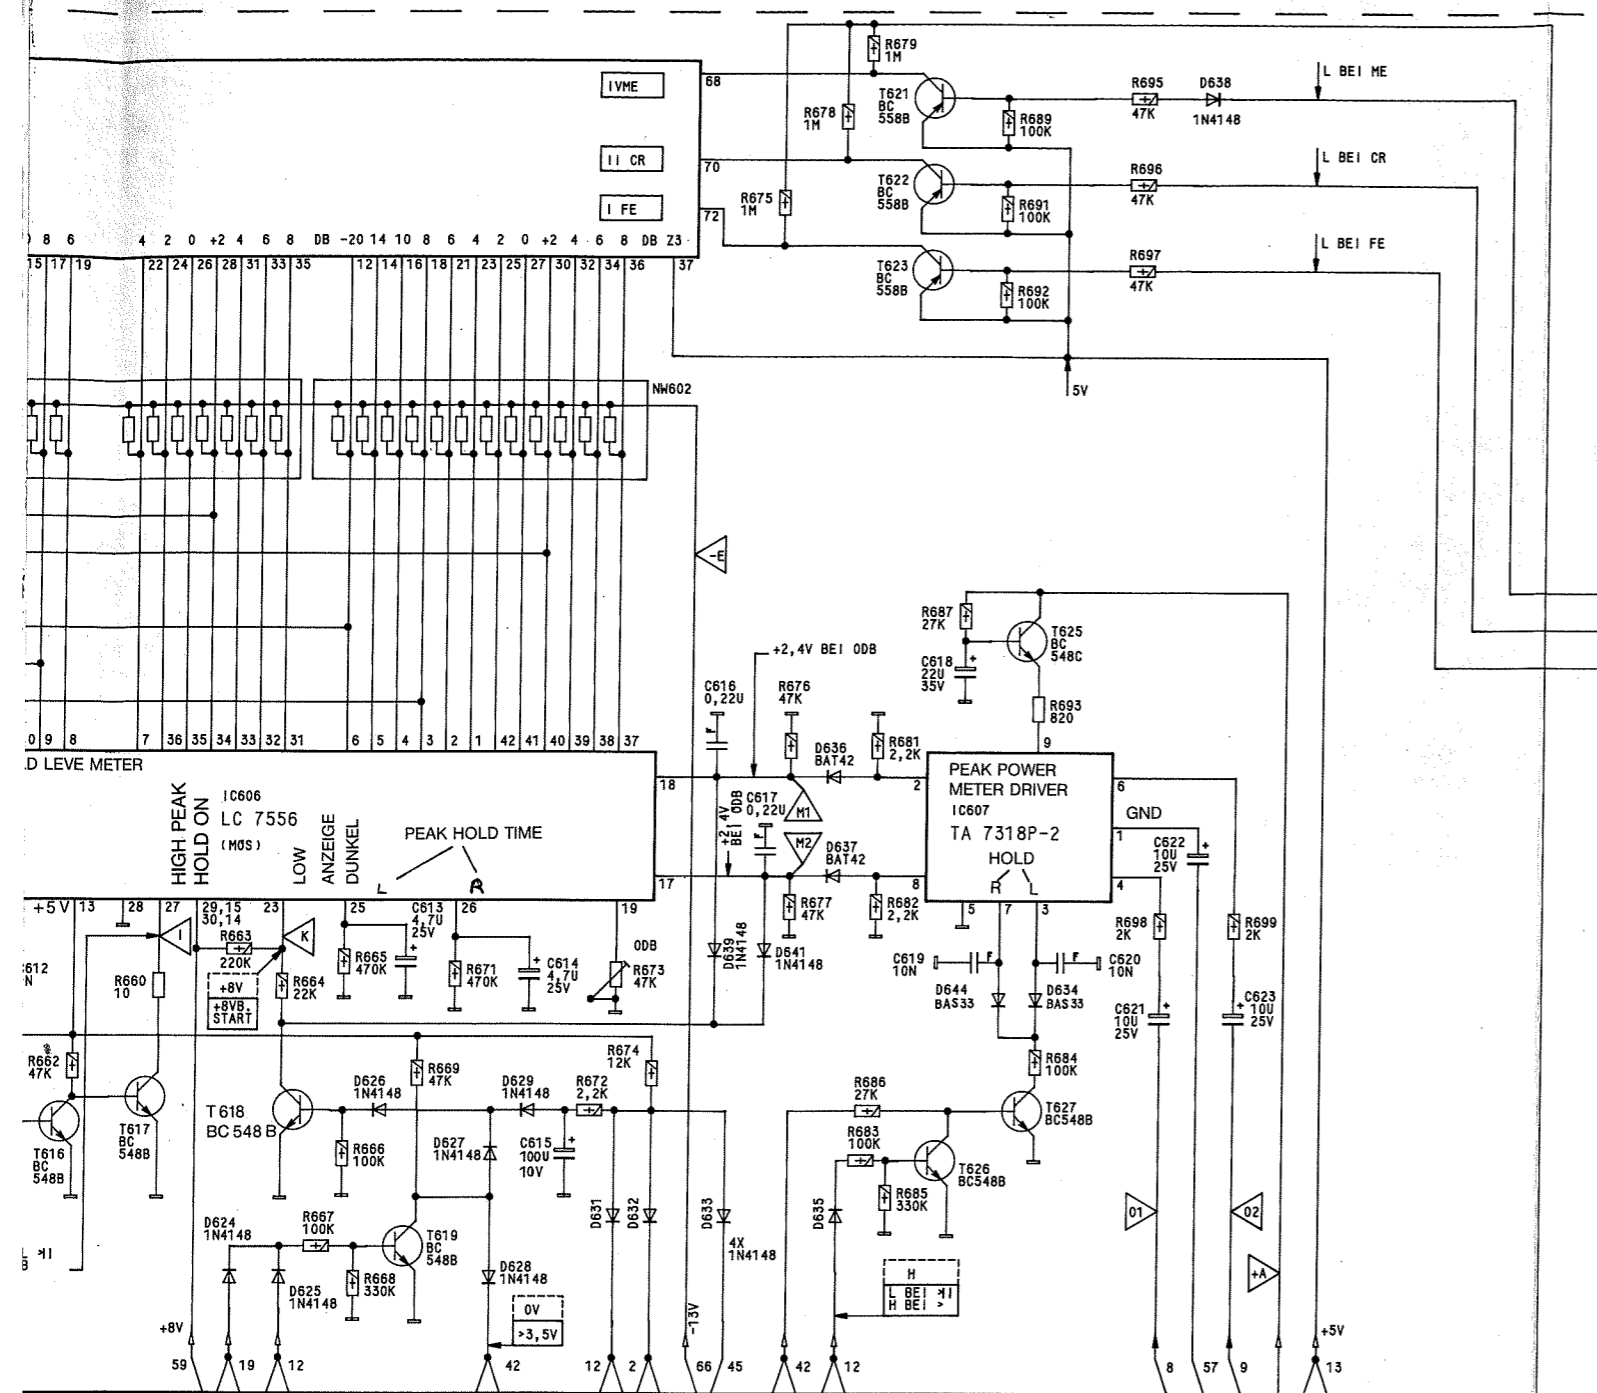 R679
1M
68
IVME
T621
BC
558B
R695
47K
D638
1N4148
L BEI ME
R678
1M
R689
100K
II CR
70
T622
BC
558B
R696
47K
L BEI CR
R675
1M
R691
100K
I FE
72
L BEI FE
8 6 4 2 0 +2 4 6 8 DB -20 14 10 8 6 4 2 0 +2 4 6 8 DB Z3
15 17 19 22 24 26 28 31 33 35 12 14 16 18 21 23 25 27 30 32 34 36 37
T623
BC
558B
R697
47K
R692
100K
5V
NW602
-E
R687
27K
T625
BC
548C
C618
22U
35V
+2,4V BEI 0DB
C616
0,22U
R676
47K
R693
820
9 8 7 36 35 34 33 32 31 6 5 4 3 2 1 42 41 40 39 38 37
9
D636
BAT42
R681
2,2K
D LEVE METER
HIGH PEAK
HOLD ON
IC606
LC 7556
(MOS)
LOW
ANZEIGE
DUNKEL
PEAK HOLD TIME
L
R
18
17
+2,4V
BEI 0DB
C617
0,22U
M1
M2
D637
BAT42
2
8
PEAK POWER
METER DRIVER
IC607
TA 7318P-2
HOLD
R L
6
GND
1
C622
10U
25V
4
+5V
13
28
27
29,15
30,14
23
25
C613
4,7U
25V
26
19
R677
47K
R682
2,2K
5
7
3
R698
2K
R699
2K
I
R663
220K
K
+8V
+8VB.
START
R664
22K
R665
470K
R671
470K
C614
4,7U
25V
0DB
R673
47K
D639
1N4148
D641
1N4148
C619
10N
C620
10N
C612
N
R660
10
D644
BAS33
D634
BAS33
C621
10U
25V
C623
10U
25V
R662
47K
R669
47K
R674
12K
R684
100K
D626
1N4148
D629
1N4148
R672
2,2K
R686
27K
T618
BC 548 B
T627
BC548B
T617
BC
548B
T616
BC
548B
R666
100K
D627
1N4148
C615
100U
10V
R683
100K
T626
BC548B
R685
330K
D624
1N4148
R667
100K
T619
BC
548B
D631
D632
D633
4X
1N4148
D635
01
02
D625
1N4148
R668
330K
D628
1N4148
H
L BEI
H BEI >
+A
0V
>3,5V
+8V
-13V
+5V
59 19 12 42 12 2 66 45 42 12 8 57 9 13